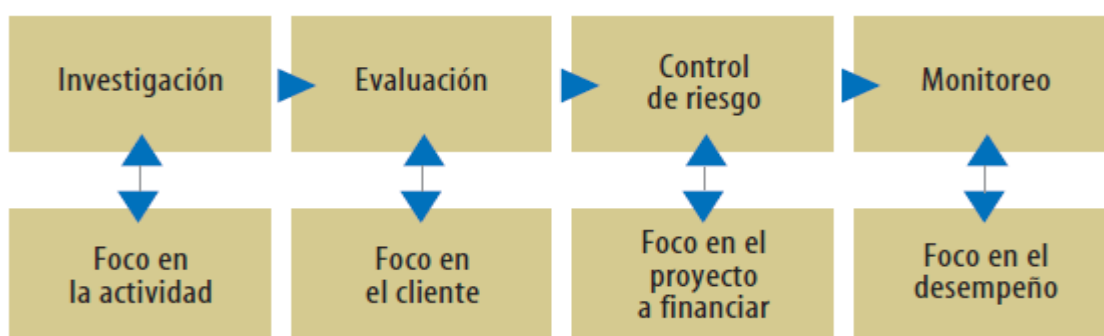 Investigación
Evaluación
Control
de riesgo
Monitoreo
Foco en
la actividad
Foco en
el cliente
Foco en el
proyecto
a financiar
Foco en el
desempeño